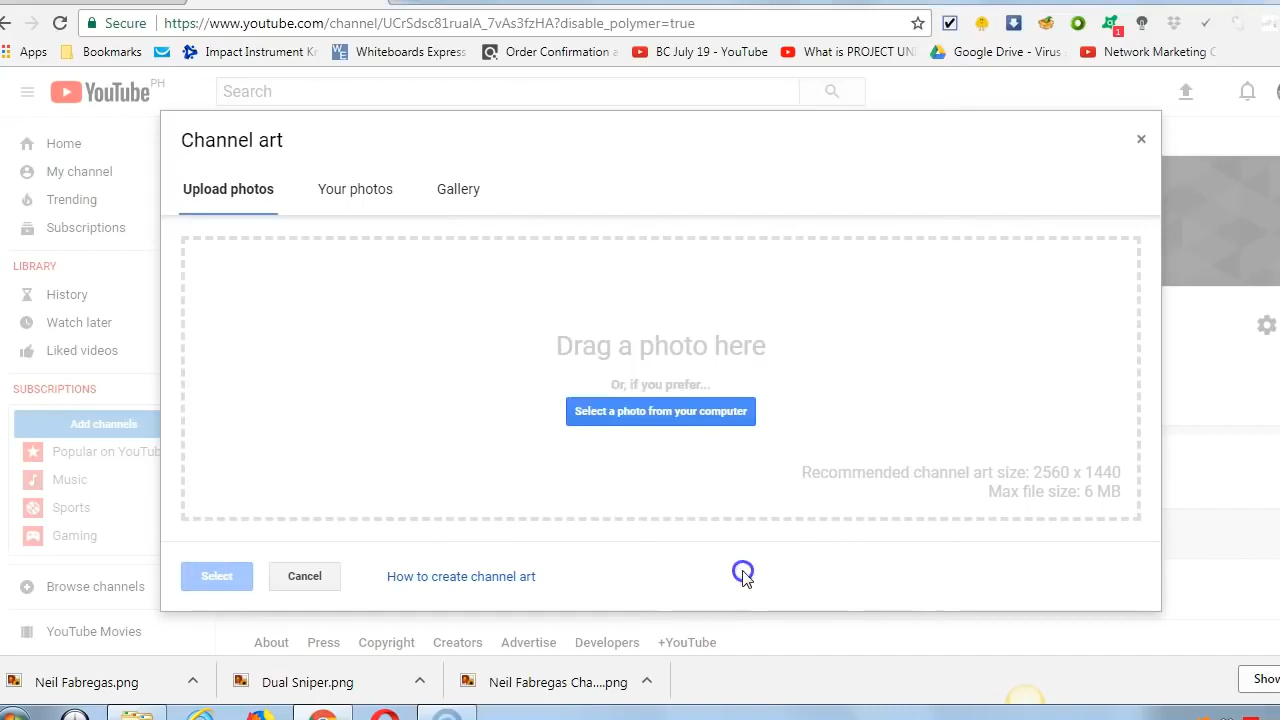 Secure https://www.youtube.com/channel/UCrSdsc81rualA_7vAs3fzHA?disable_polymer=true
1
Apps Bookmarks Impact Instrument WE Whiteboards Express Order Confirmation BC July 19 - YouTube What is PROJECT UNI Google Drive - Virus Network Marketing
YouTube PH
Search
Home
My channel
Trending
Subscriptions
LIBRARY
History
Watch later
Liked videos
SUBSCRIPTIONS
Add channels
Popular on YouTub
Music
Sports
Gaming
Browse channels
YouTube Movies
Channel art ×
Upload photos Your photos Gallery
Drag a photo here
Or, if you prefer...
Select a photo from your computer
Recommended channel art size: 2560 x 1440
Max file size: 6 MB
Select Cancel How to create channel art
About Press Copyright Creators Advertise Developers +YouTube
Neil Fabregas.png Dual Sniper.png Neil Fabregas Cha....png Show